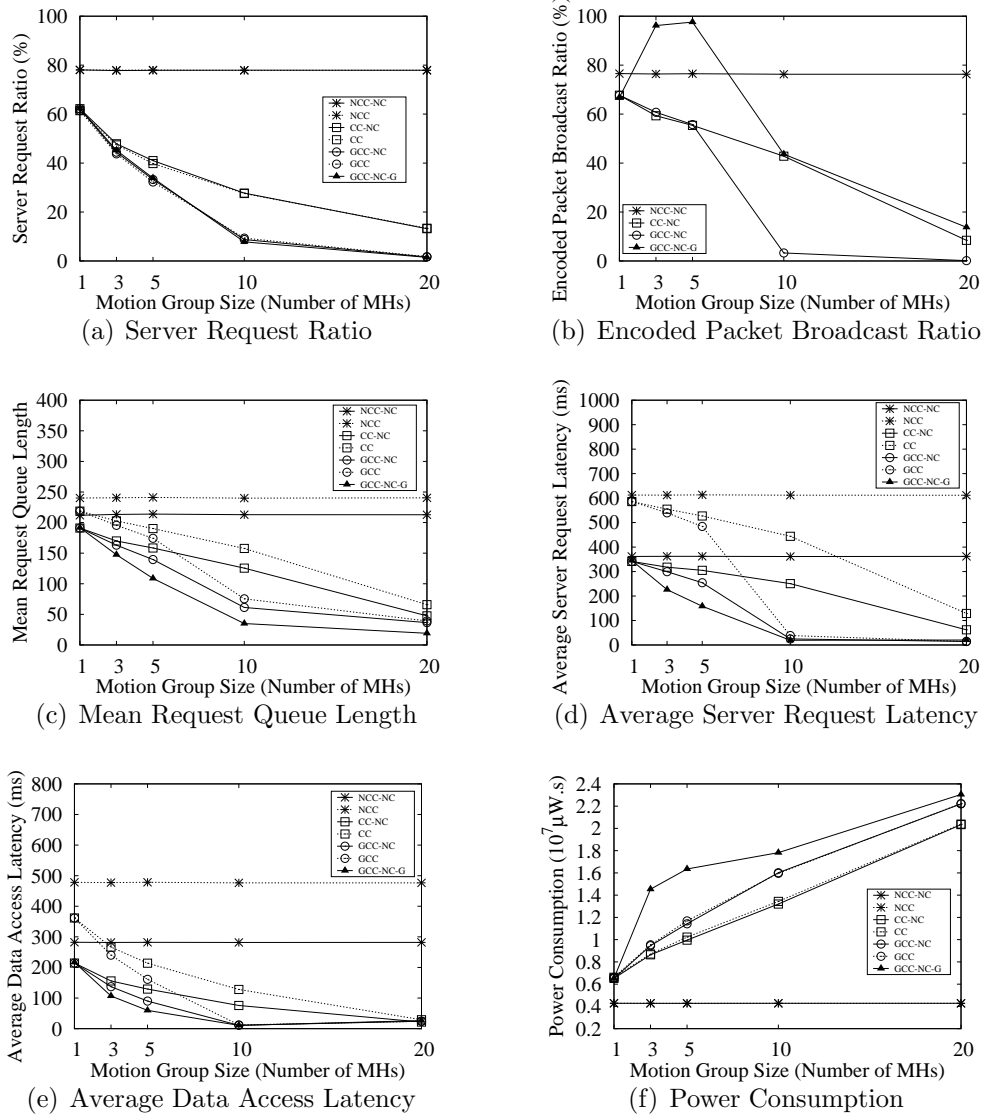 Server Request Ratio (%)
100
80
60
40
20
0
NCC-NC
NCC
CC-NC
CC
GCC-NC
GCC
GCC-NC-G
1 3 5 10 20
Motion Group Size (Number of MHs)
(a) Server Request Ratio
Encoded Packet Broadcast Ratio (%)
100
80
60
40
20
0
NCC-NC
CC-NC
GCC-NC
GCC-NC-G
1 3 5 10 20
Motion Group Size (Number of MHs)
(b) Encoded Packet Broadcast Ratio
Mean Request Queue Length
400
350
300
250
200
150
100
50
0
NCC-NC
NCC
CC-NC
CC
GCC-NC
GCC
GCC-NC-G
1 3 5 10 20
Motion Group Size (Number of MHs)
(c) Mean Request Queue Length
Average Server Request Latency (ms)
1000
900
800
700
600
500
400
300
200
100
0
NCC-NC
NCC
CC-NC
CC
GCC-NC
GCC
GCC-NC-G
1 3 5 10 20
Motion Group Size (Number of MHs)
(d) Average Server Request Latency
Average Data Access Latency (ms)
800
700
600
500
400
300
200
100
0
NCC-NC
NCC
CC-NC
CC
GCC-NC
GCC
GCC-NC-G
1 3 5 10 20
Motion Group Size (Number of MHs)
(e) Average Data Access Latency
Power Consumption (10⁷µW.s)
2.4
2.2
2
1.8
1.6
1.4
1.2
1
0.8
0.6
0.4
0.2
NCC-NC
NCC
CC-NC
CC
GCC-NC
GCC
GCC-NC-G
1 3 5 10 20
Motion Group Size (Number of MHs)
(f) Power Consumption